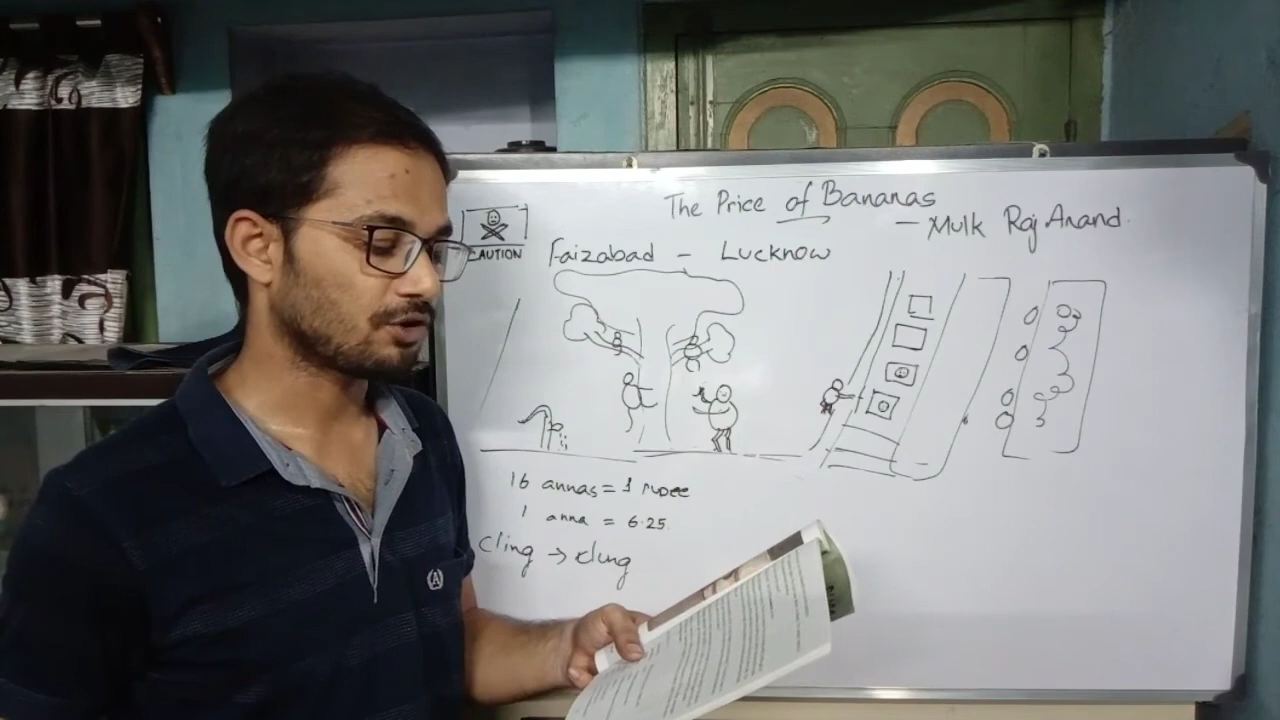 The Price of Bananas
- Mulk Raj Anand.
CAUTION
Faizabad - Lucknow
16 annas = 1 rupee
1 anna = 6.25.
Cling → clung
A